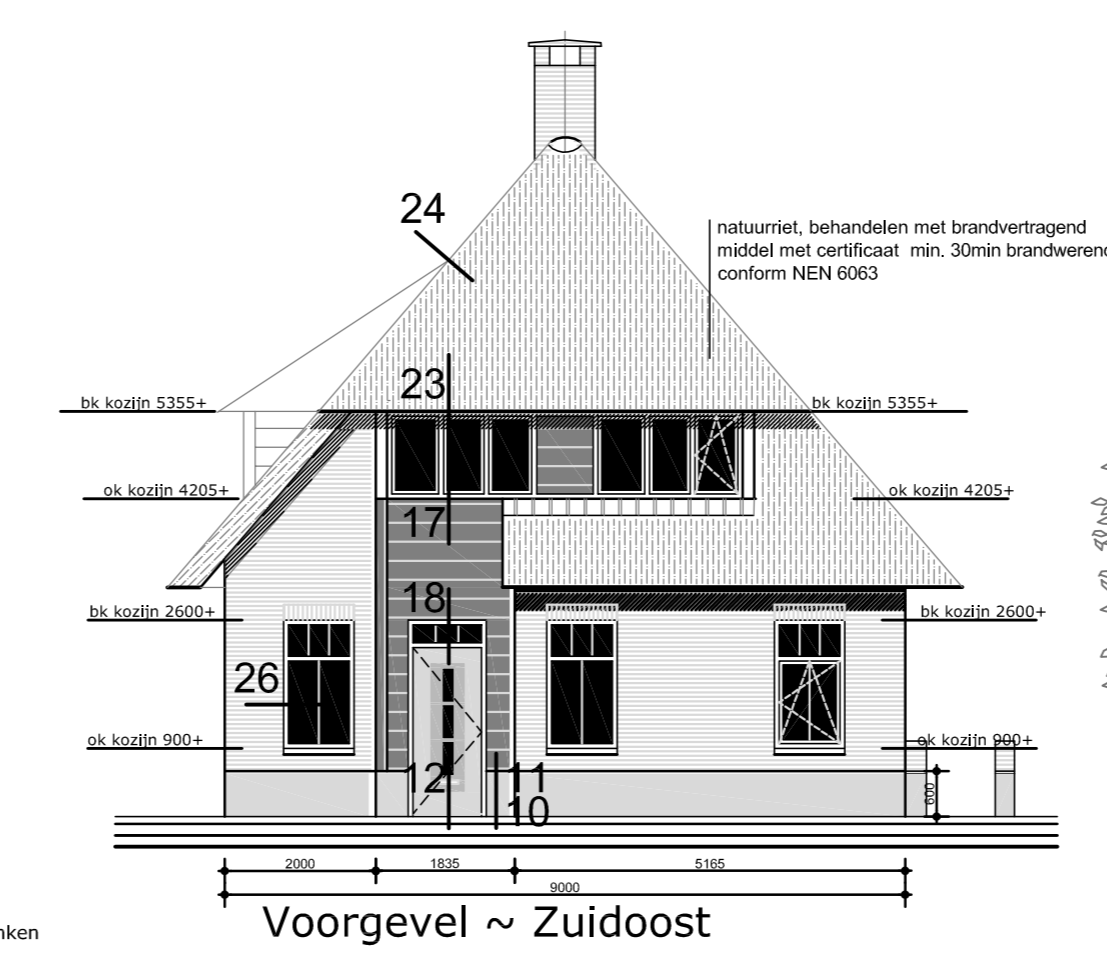 24
natuurriet, behandelen met brandvertragend
middel met certificaat min. 30min brandwerend
conform NEN 6063
23
bk kozijn 5355+
bk kozijn 5355+
ok kozijn 4205+
ok kozijn 4205+
17
18
bk kozijn 2600+
bk kozijn 2600+
26
ok kozijn 900+
ok kozijn 900+
12
11
10
600
2000
1835
5165
9000
Voorgevel ~ Zuidoost
nken